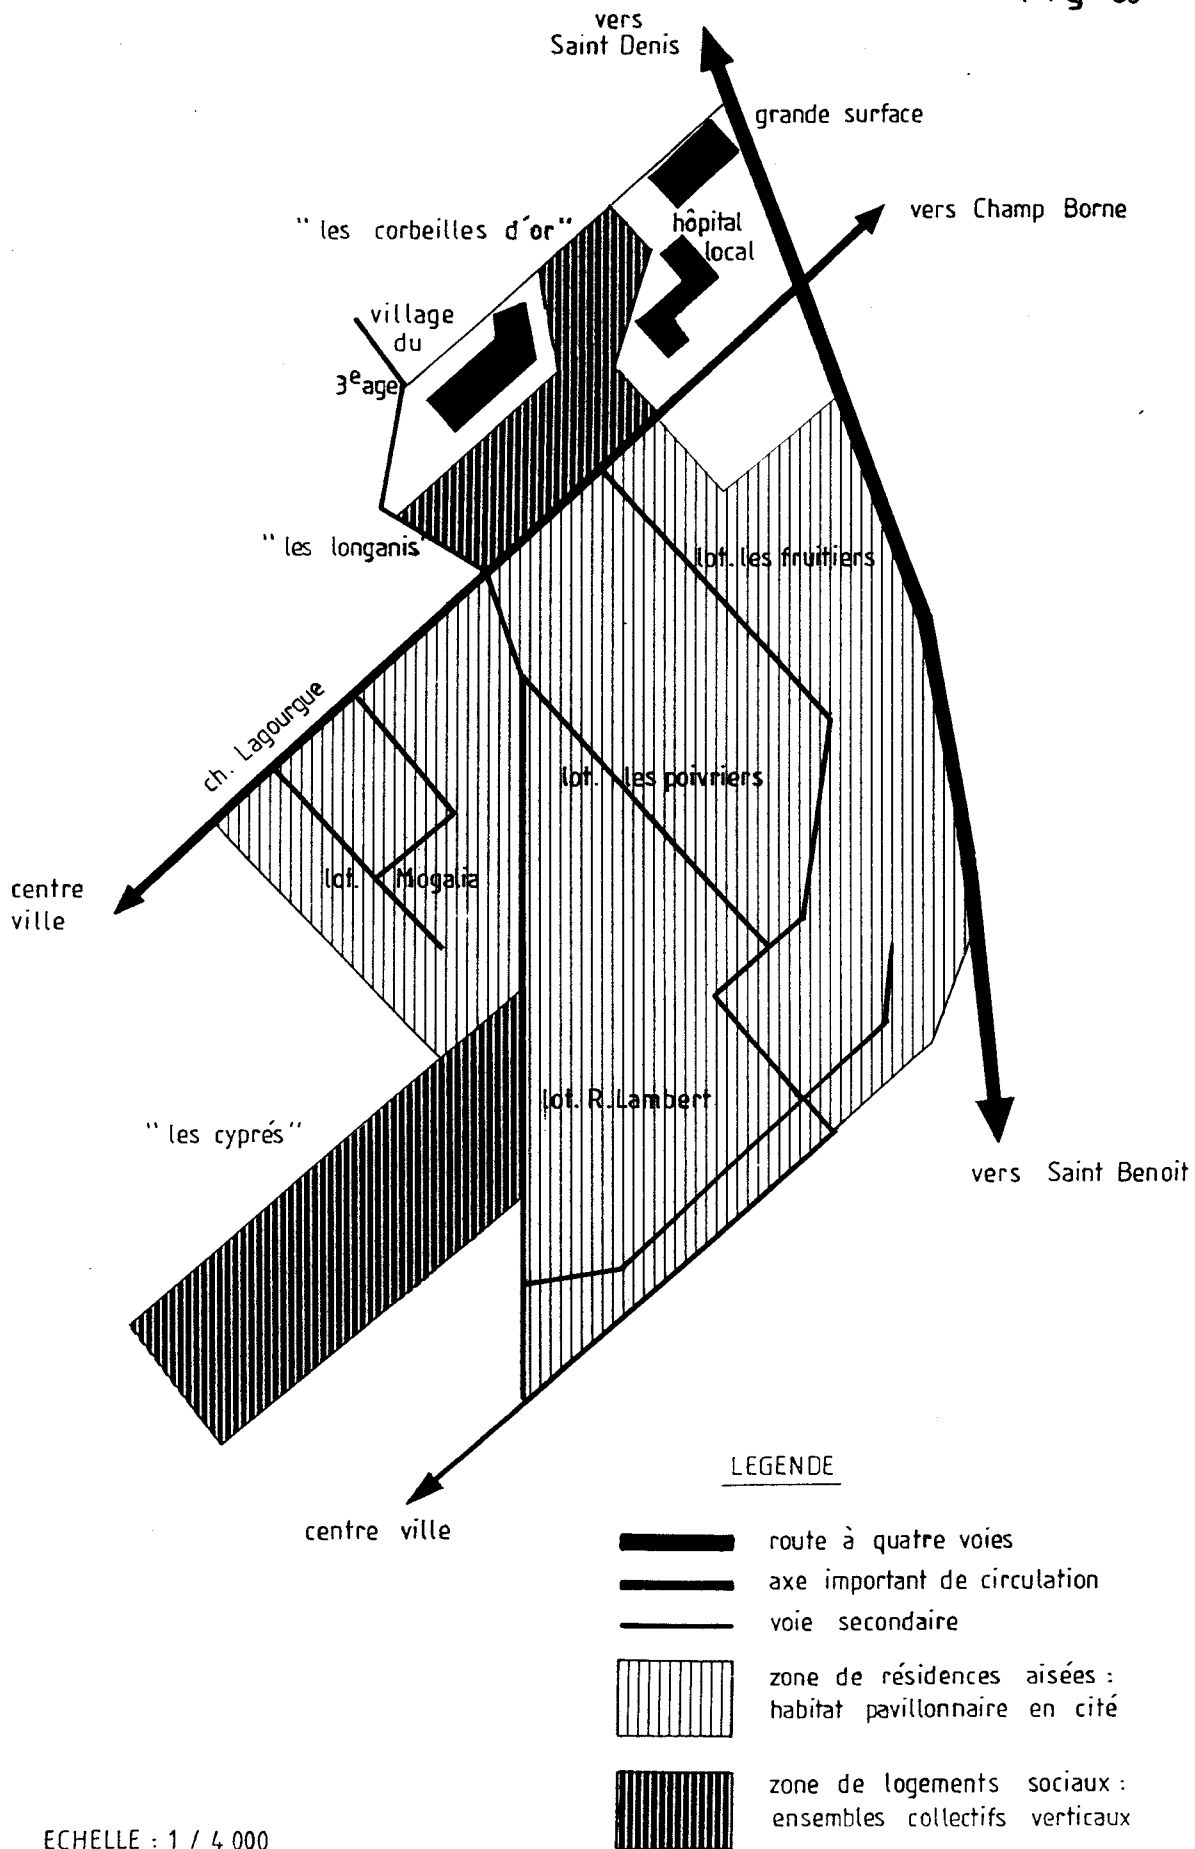 vers
Saint Denis
grande surface
vers Champ Borne
"les corbeilles d'or"
hôpital
local
village
du
3e age
"les longanis"
lot. les fruitiers
ch. Lagourgue
lot. les poivriers
lot. Mogalia
centre
ville
lot. R. Lambert
"les cyprés"
vers Saint Benoit
centre ville
LEGENDE
route à quatre voies
axe important de circulation
voie secondaire
zone de résidences aisées :
habitat pavillonnaire en cité
zone de logements sociaux :
ensembles collectifs verticaux
ECHELLE : 1 / 4 000